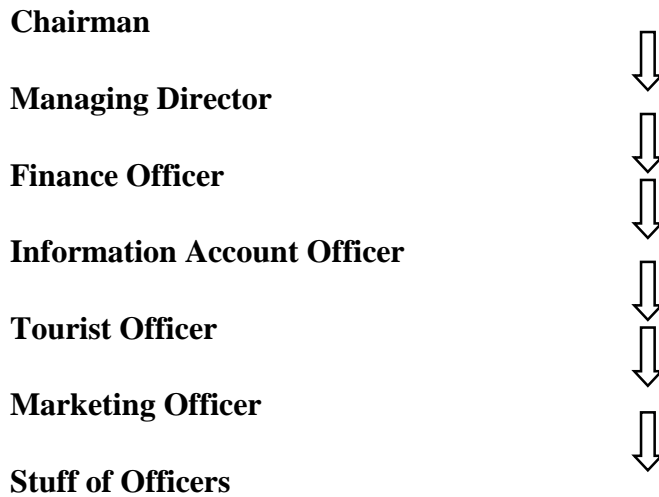 Chairman
Managing Director
Finance Officer
Information Account Officer
Tourist Officer
Marketing Officer
Stuff of Officers